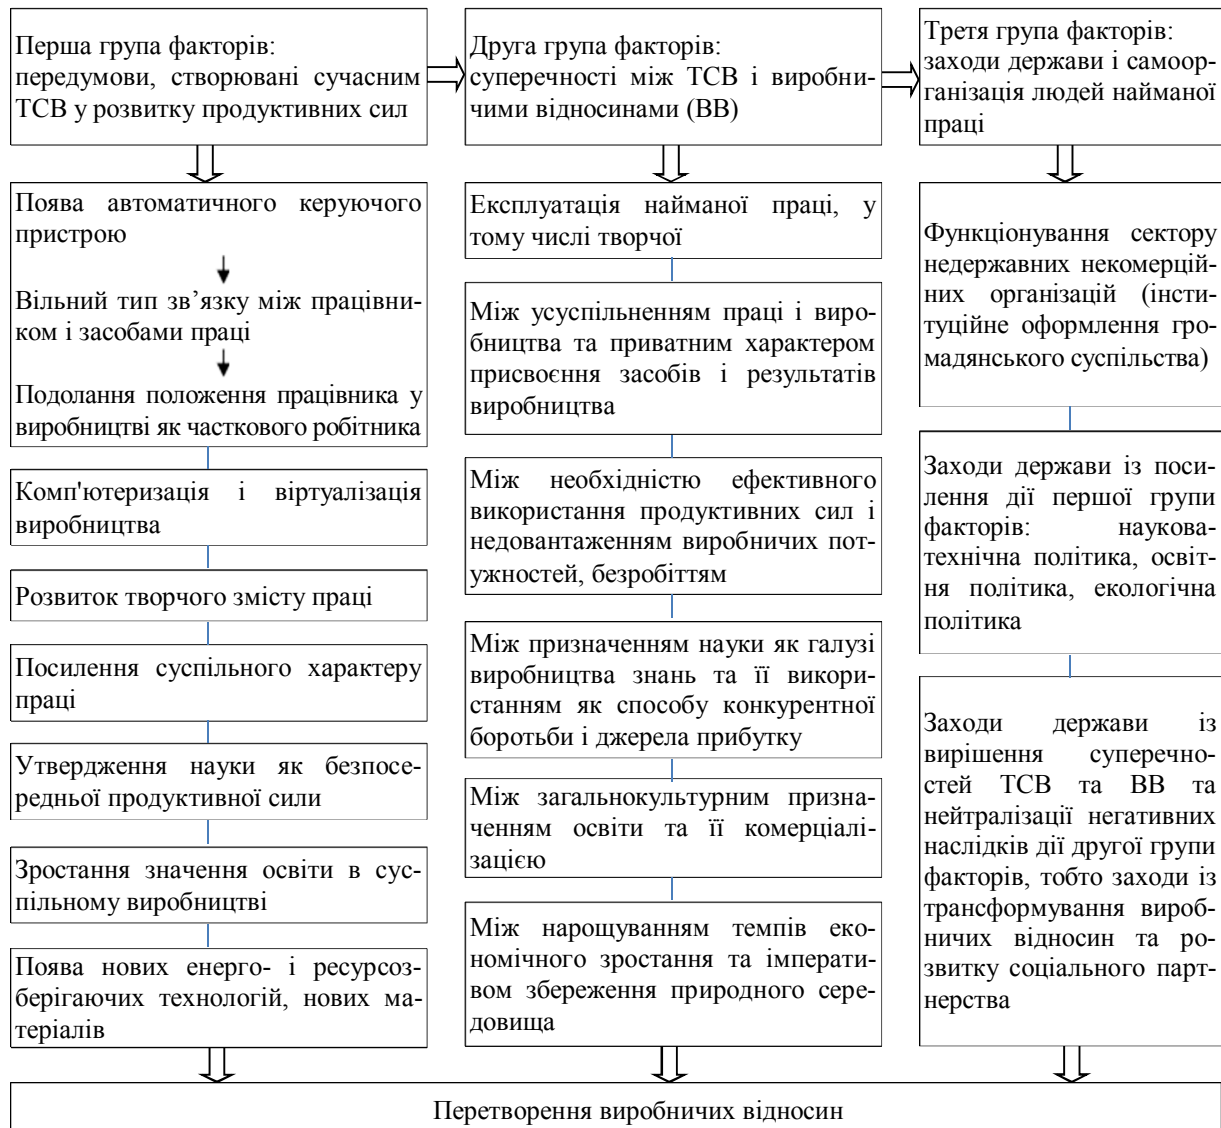 Перша група факторів:
передумови, створювані сучасним
ТСВ у розвитку продуктивних сил
Друга група факторів:
суперечності між ТСВ і виробни-
чими відносинами (ВВ)
Третя група факторів:
заходи держави і самоор-
ганізація людей найманої
праці
Поява автоматичного керуючого
пристрою
Вільний тип зв’язку між працівни-
ком і засобами праці
Подолання положення працівника у
виробництві як часткового робітника
Комп'ютеризація і віртуалізація
виробництва
Розвиток творчого змісту праці
Посилення суспільного характеру
праці
Утвердження науки як безпосе-
редньої продуктивної сили
Зростання значення освіти в сус-
пільному виробництві
Поява нових енерго- і ресурсоз-
берігаючих технологій, нових ма-
теріалів
Експлуатація найманої праці, у
тому числі творчої
Між усуспільненням праці і виро-
бництва та приватним характером
присвоєння засобів і результатів
виробництва
Між необхідністю ефективного
використання продуктивних сил і
недовантаженням виробничих пот-
ужностей, безробіттям
Між призначенням науки як галузі
виробництва знань та її викори-
станням як способу конкурентної
боротьби і джерела прибутку
Між загальнокультурним призна-
ченням освіти та її комерціалі-
зацією
Між нарощуванням темпів еко-
номічного зростання та імперати-
вом збереження природного сере-
довища
Функціонування сектору
недержавних некомерцій-
них організацій (інсти-
туційне оформлення гро-
мадянського суспільства)
Заходи держави із поси-
лення дії першої групи
факторів: наукова-
технічна політика, освіт-
ня політика, екологічна
політика
Заходи держави із
вирішення суперечно-
стей ТСВ та ВВ та
нейтралізації негативних
наслідків дії другої групи
факторів, тобто заходи із
трансформування вироб-
ничих відносин та ро-
звитку соціального парт-
нерства
Перетворення виробничих відносин